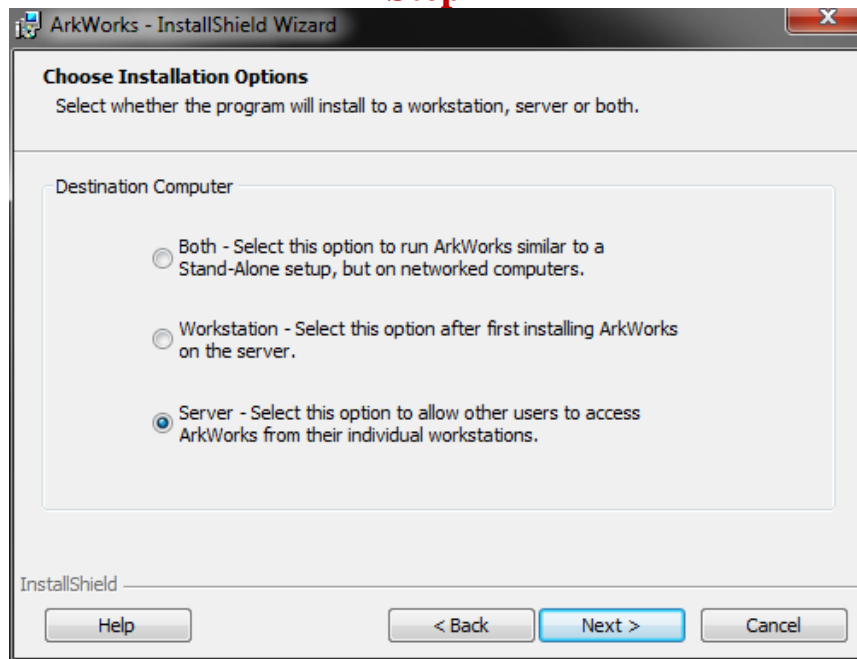 ArkWorks - InstallShield Wizard
Choose Installation Options
Select whether the program will install to a workstation, server or both.
Destination Computer
Both - Select this option to run ArkWorks similar to a
Stand-Alone setup, but on networked computers.
Workstation - Select this option after first installing ArkWorks
on the server.
Server - Select this option to allow other users to access
ArkWorks from their individual workstations.
InstallShield
Help
< Back
Next >
Cancel